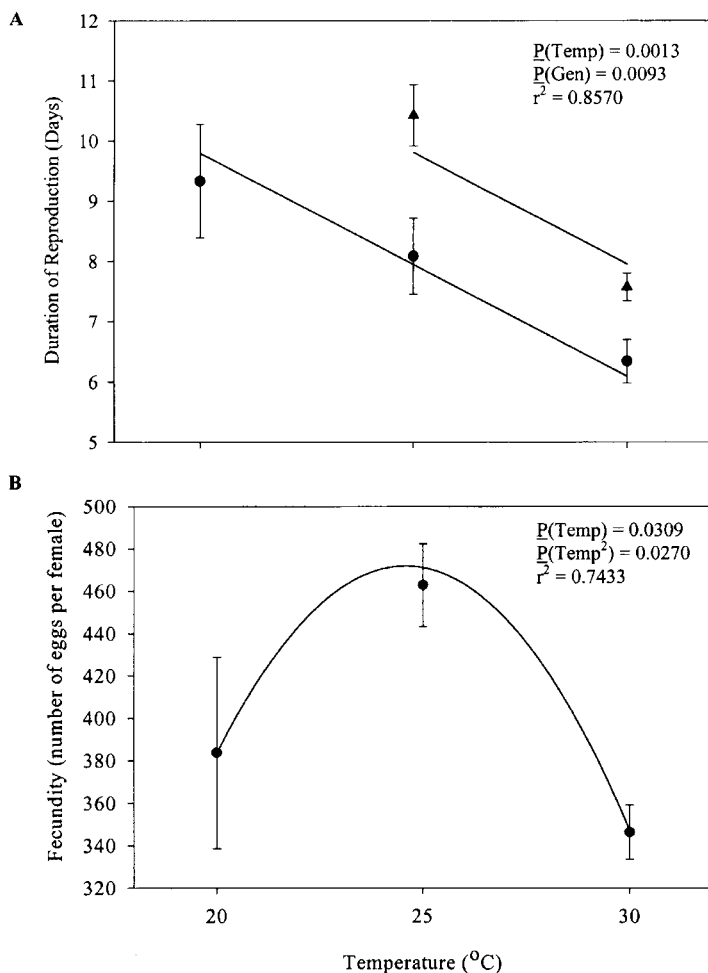 A
12
11
10
9
8
7
6
5
Duration of Reproduction (Days)
P(Temp) = 0.0013
P(Gen) = 0.0093
r² = 0.8570
B
500
480
460
440
420
400
380
360
340
320
Fecundity (number of eggs per female)
P(Temp) = 0.0309
P(Temp²) = 0.0270
r² = 0.7433
20
25
30
Temperature (°C)